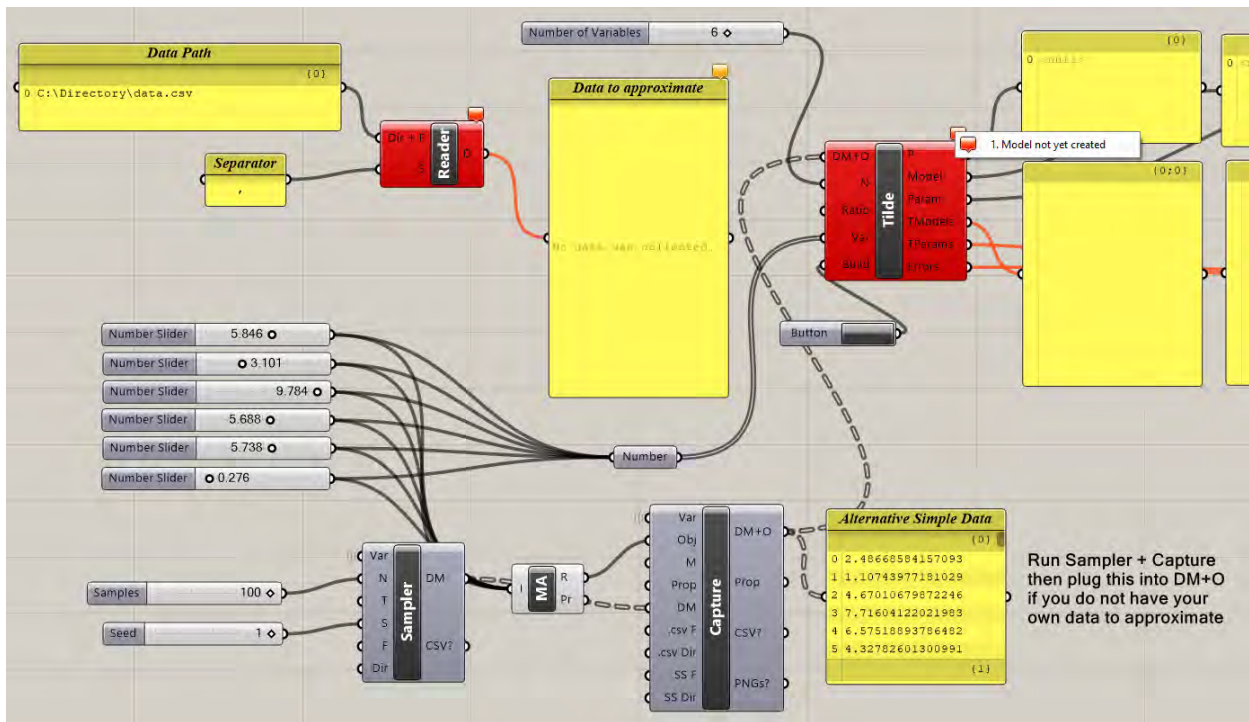 Number of Variables 6
Data Path
{0}
0 C:\Directory\data.csv
Data to approximate
{0}
0
0
Separator
,
Dir + F
S
Reader
D
1. Model not yet created
DM+O
N
Ratio
Var
Build
Tilde
P
Model
Param
TModels
TParams
Errors
{0;0}
No data was collected.
Button
Number Slider 5.846
Number Slider 3.101
Number Slider 9.784
Number Slider 5.688
Number Slider 5.738
Number Slider 0.276
Number
Samples 100
Seed 1
Var
N
T
S
F
Dir
Sampler
DM
CSV?
I
MA
R
Pr
Var
Obj
M
Prop
DM
.csv F
.csv Dir
SS F
SS Dir
Capture
DM+O
Prop
CSV?
PNGs?
Alternative Simple Data
{0}
0 2.48668584157093
1 1.10743977181029
2 4.67010679872246
3 7.71604122021983
4 6.57518893786482
5 4.32782601300991
{1}
Run Sampler + Capture
then plug this into DM+O
if you do not have your
own data to approximate